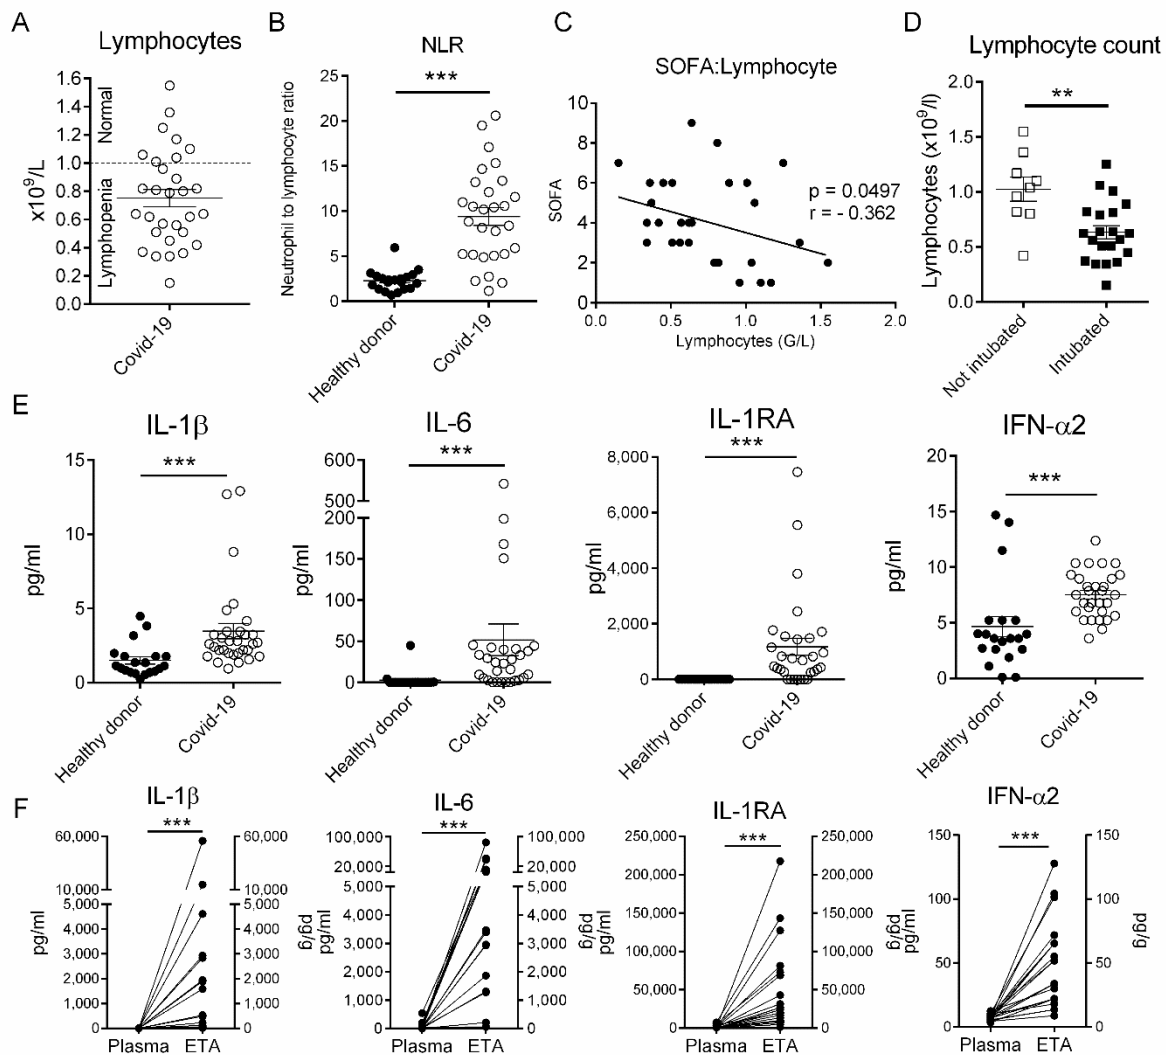 A
Lymphocytes
1.6
1.4
1.2
1.0
0.8
0.6
0.4
0.2
0.0
x10⁹/L
Normal
Lymphopenia
Covid-19
B
NLR
***
25
20
15
10
5
0
Neutrophil to lymphocyte ratio
Healthy donor
Covid-19
C
SOFA:Lymphocyte
10
8
6
4
2
0
SOFA
p = 0.0497
r = - 0.362
0.0 0.5 1.0 1.5 2.0
Lymphocytes (G/L)
D
Lymphocyte count
**
2.0
1.5
1.0
0.5
0.0
Lymphocytes (x10⁹/l)
Not intubated
Intubated
E
IL-1β
***
15
10
5
0
pg/ml
Healthy donor
Covid-19
IL-6
***
600
500
200
150
100
50
0
pg/ml
Healthy donor
Covid-19
IL-1RA
***
8,000
6,000
4,000
2,000
0
pg/ml
Healthy donor
Covid-19
IFN-α2
***
20
15
10
5
0
pg/ml
Healthy donor
Covid-19
F
IL-1β
***
60,000
10,000
5,000
4,000
3,000
2,000
1,000
0
pg/ml
60,000
10,000
5,000
4,000
3,000
2,000
1,000
0
pg/g
Plasma ETA
IL-6
***
100,000
20,000
5,000
4,000
3,000
2,000
1,000
0
pg/ml
100,000
20,000
5,000
4,000
3,000
2,000
1,000
0
pg/g
Plasma ETA
IL-1RA
***
250,000
200,000
150,000
100,000
50,000
0
pg/ml
250,000
200,000
150,000
100,000
50,000
0
pg/g
Plasma ETA
IFN-α2
***
150
100
50
0
pg/ml
150
100
50
0
pg/g
Plasma ETA